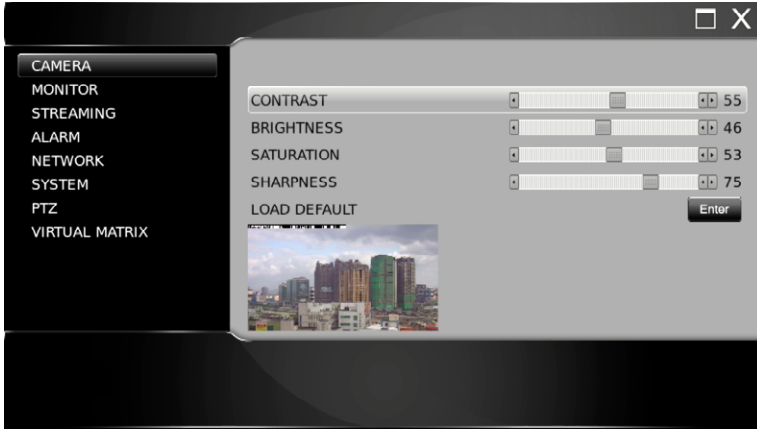 X
CAMERA
MONITOR
STREAMING
ALARM
NETWORK
SYSTEM
PTZ
VIRTUAL MATRIX
CONTRAST 55
BRIGHTNESS 46
SATURATION 53
SHARPNESS 75
LOAD DEFAULT Enter